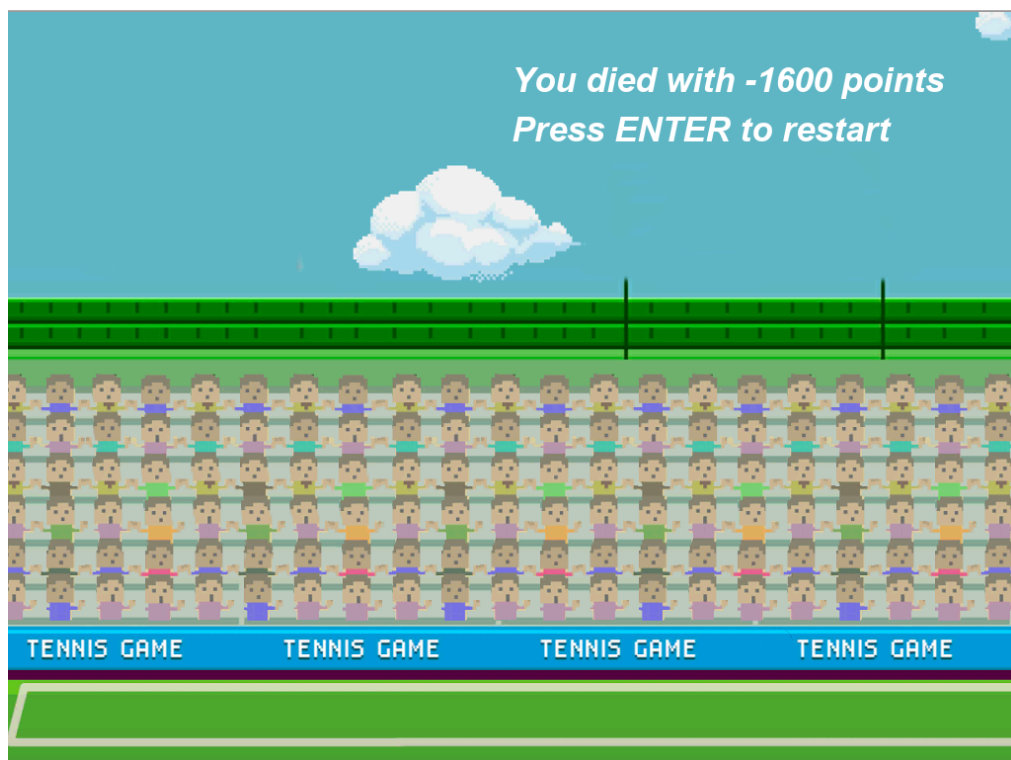 You died with -1600 points
Press ENTER to restart
TENNIS GAME TENNIS GAME TENNIS GAME TENNIS GAME